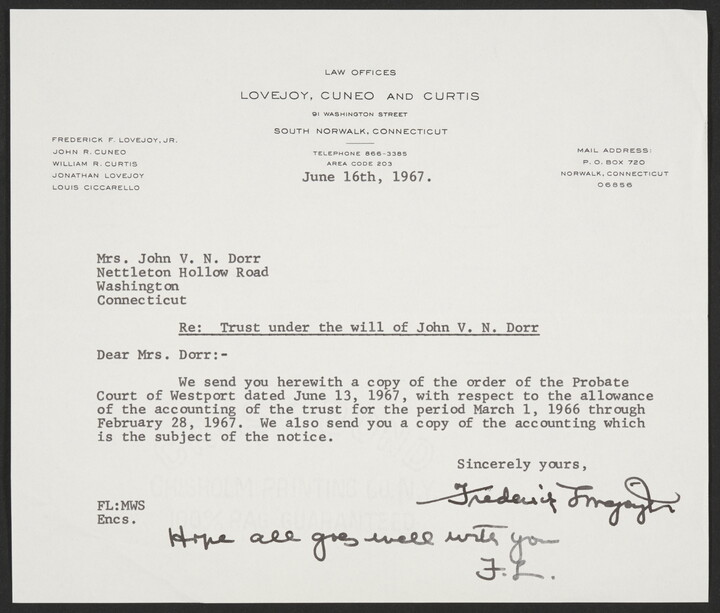 LAW OFFICES
LOVEJOY, CUNEO AND CURTIS
91 WASHINGTON STREET
SOUTH NORWALK, CONNECTICUT
TELEPHONE 866-3385
AREA CODE 203
FREDERICK F. LOVEJOY, JR.
JOHN R. CUNEO
WILLIAM R. CURTIS
JONATHAN LOVEJOY
LOUIS CICCARELLO
MAIL ADDRESS:
P. O. BOX 720
NORWALK, CONNECTICUT
06856
June 16th, 1967.
Mrs. John V. N. Dorr
Nettleton Hollow Road
Washington
Connecticut
Re: Trust under the will of John V. N. Dorr
Dear Mrs. Dorr:-
We send you herewith a copy of the order of the Probate
Court of Westport dated June 13, 1967, with respect to the allowance
of the accounting of the trust for the period March 1, 1966 through
February 28, 1967. We also send you a copy of the accounting which
is the subject of the notice.
Sincerely yours,
Frederick Lovejoy Jr
FL:MWS
Encs.
Hope all goes well with you
F.L.